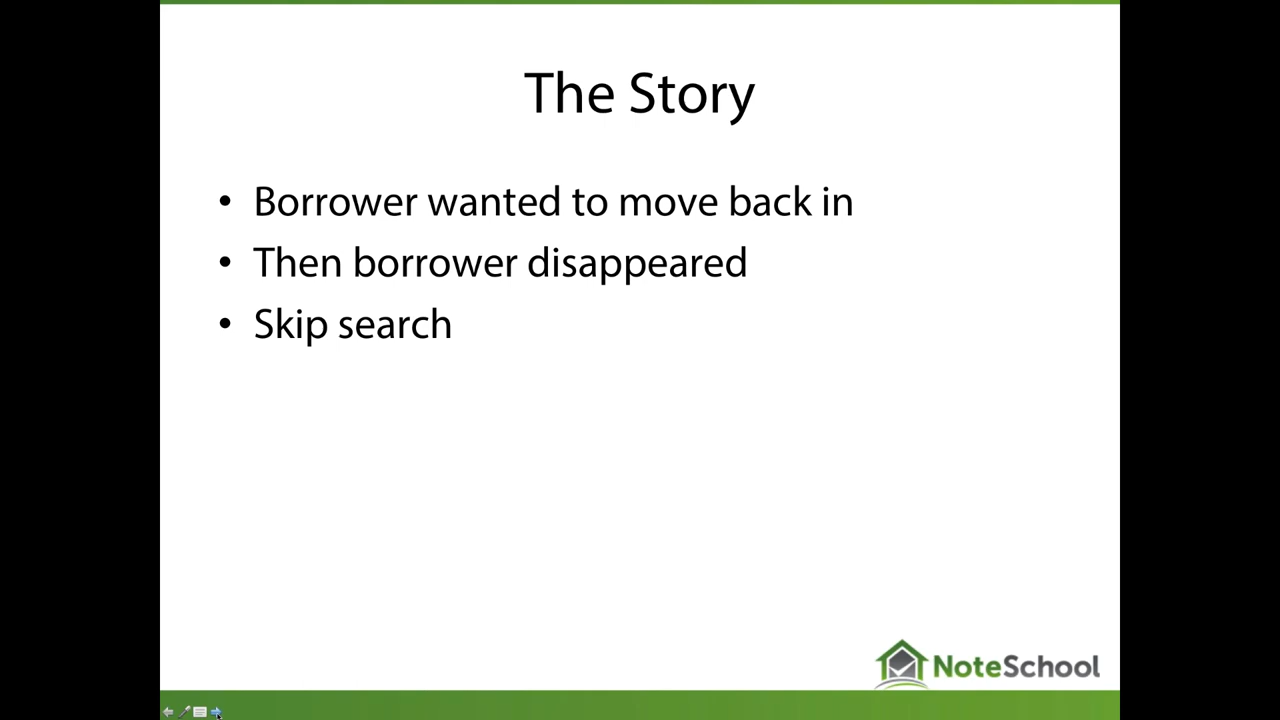 The Story
• Borrower wanted to move back in
• Then borrower disappeared
• Skip search
NoteSchool